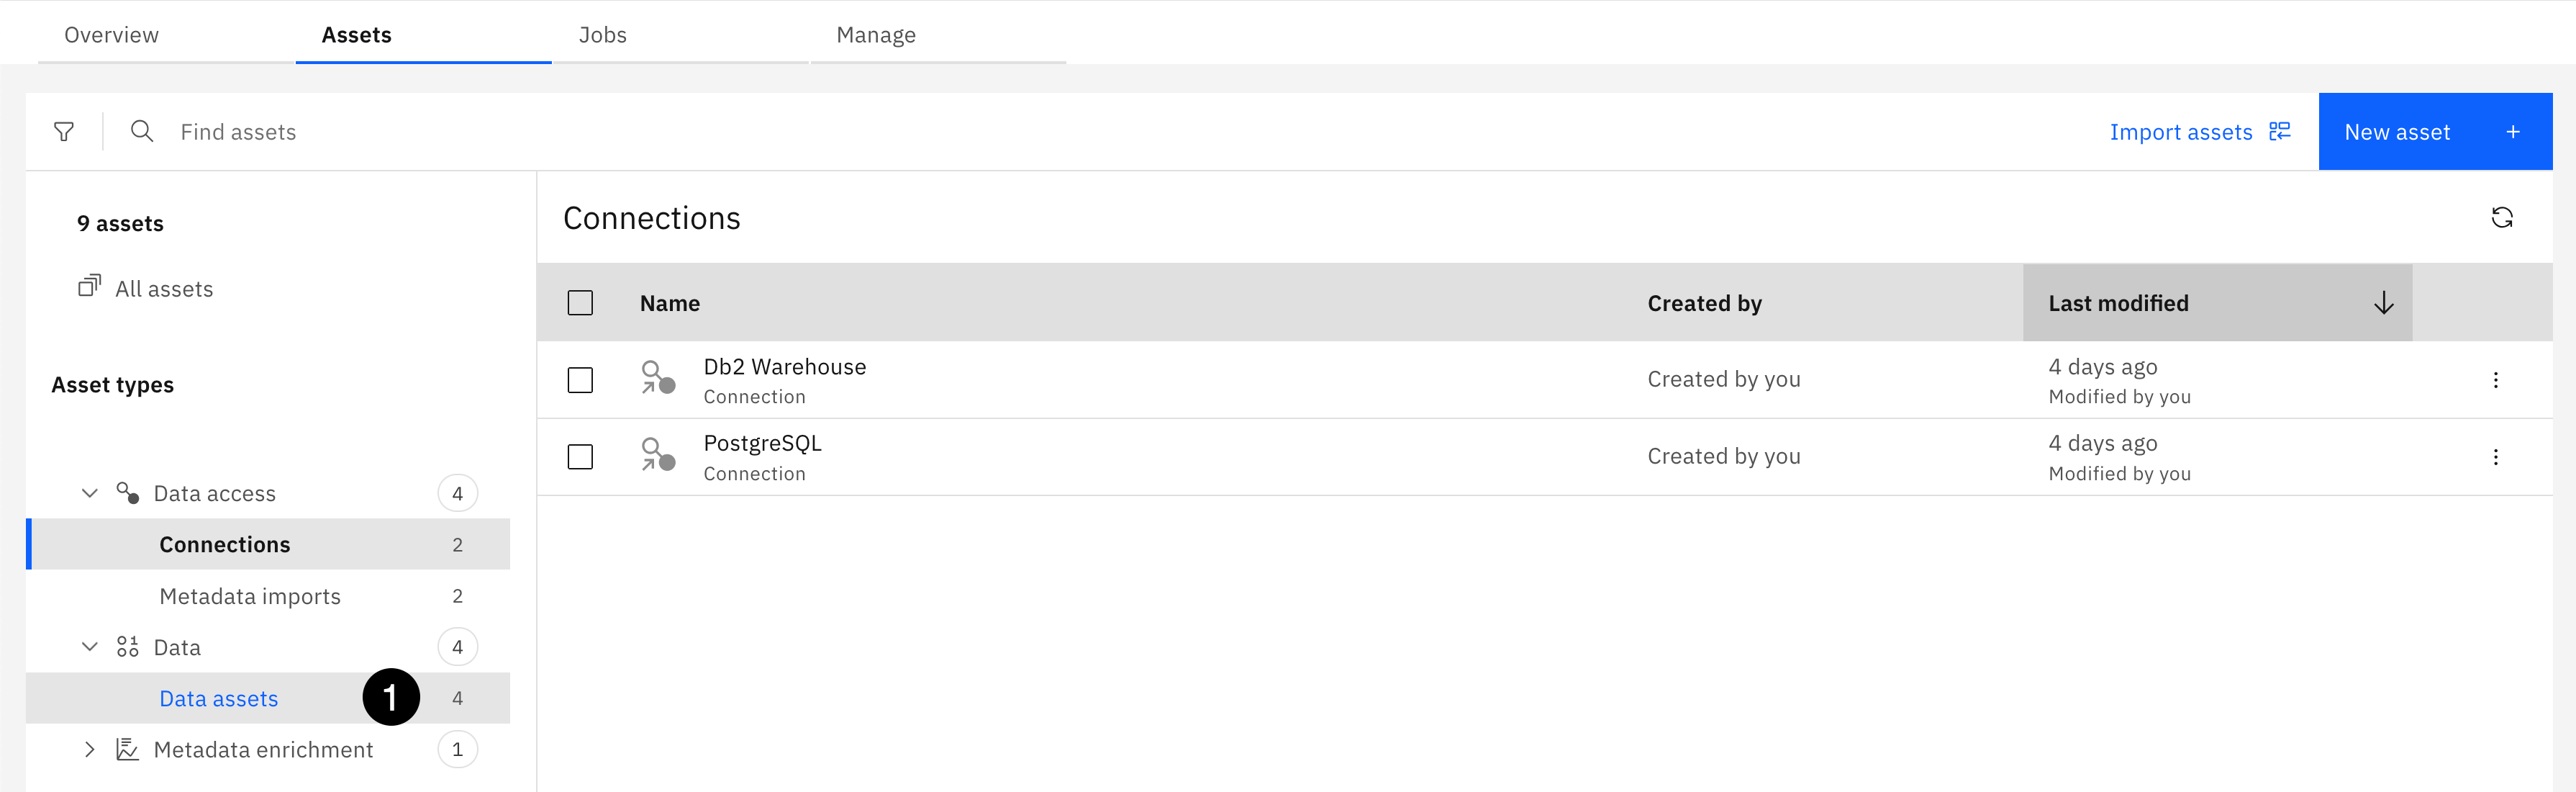 Overview Assets Jobs Manage
Find assets Import assets New asset +
9 assets
All assets
Asset types
Data access 4
Connections 2
Metadata imports 2
Data 4
Data assets 1 4
Metadata enrichment 1
Connections
Name Created by Last modified
Db2 Warehouse Created by you 4 days ago
Connection Modified by you
PostgreSQL Created by you 4 days ago
Connection Modified by you